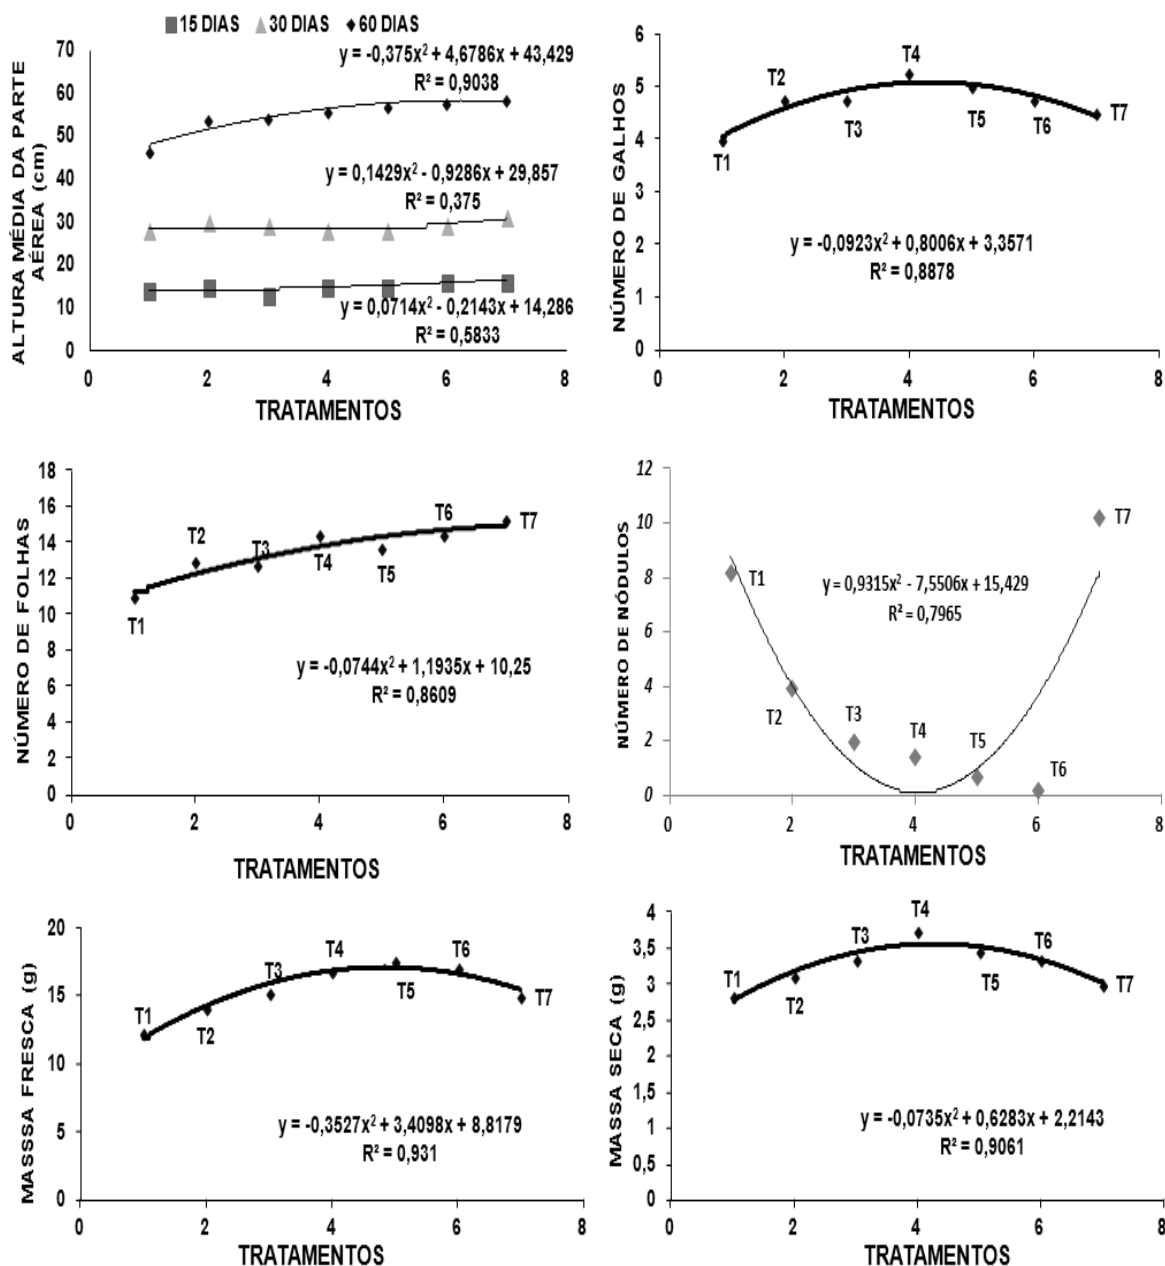 15 DIAS 30 DIAS 60 DIAS
ALTURA MÉDIA DA PARTE
AÉREA (cm)
70
60
50
40
30
20
10
0
y = -0,375x² + 4,6786x + 43,429
R² = 0,9038
y = 0,1429x² - 0,9286x + 29,857
R² = 0,375
y = 0,0714x² - 0,2143x + 14,286
R² = 0,5833
0 2 4 6 8
TRATAMENTOS
NÚMERO DE GALHOS
6
5
4
3
2
1
0
T1
T2
T3
T4
T5
T6
T7
y = -0,0923x² + 0,8006x + 3,3571
R² = 0,8878
0 2 4 6 8
TRATAMENTOS
NÚMERO DE FOLHAS
18
16
14
12
10
8
6
4
2
0
T1
T2
T3
T4
T5
T6
T7
y = -0,0744x² + 1,1935x + 10,25
R² = 0,8609
0 2 4 6 8
TRATAMENTOS
NÚMERO DE NÓDULOS
12
10
8
6
4
2
0
T1
T2
T3
T4
T5
T6
T7
y = 0,9315x² - 7,5506x + 15,429
R² = 0,7965
0 2 4 6 8
TRATAMENTOS
MASSSA FRESCA (g)
20
15
10
5
0
T1
T2
T3
T4
T5
T6
T7
y = -0,3527x² + 3,4098x + 8,8179
R² = 0,931
0 2 4 6 8
TRATAMENTOS
MASSA SECA (g)
4
3,5
3
2,5
2
1,5
1
0,5
0
T1
T2
T3
T4
T5
T6
T7
y = -0,0735x² + 0,6283x + 2,2143
R² = 0,9061
0 2 4 6 8
TRATAMENTOS